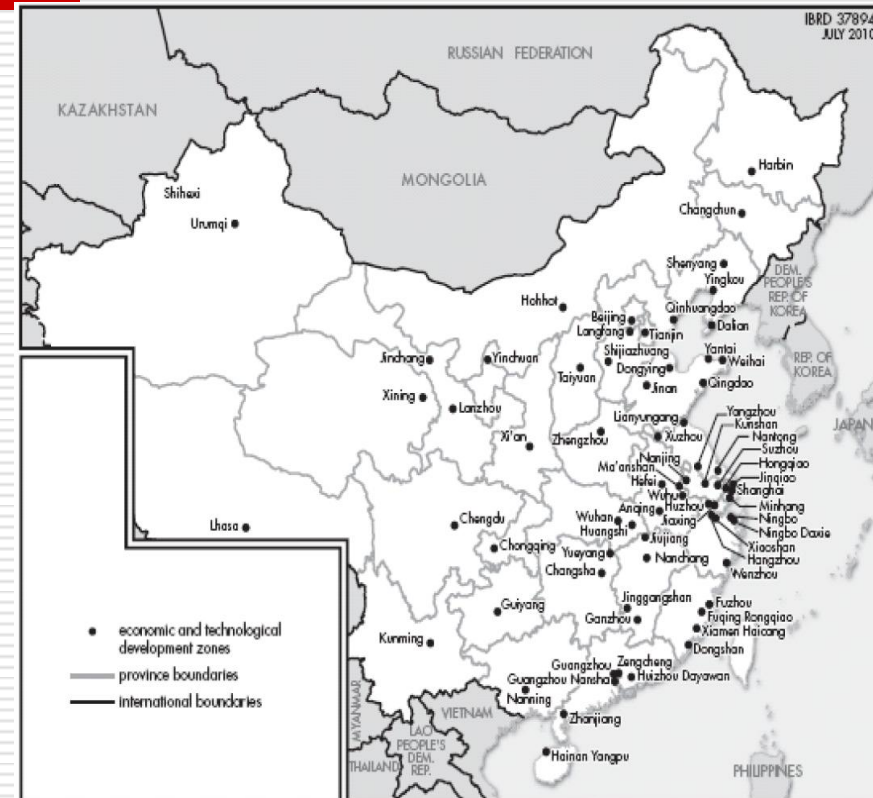 IBRD 37894
JULY 2010
RUSSIAN FEDERATION
KAZAKHSTAN
MONGOLIA
Harbin
Shihexi
Changchun
Urumqi
Shenyang
Yingkou
DEM.
PEOPLE'S
REP. OF
KOREA
Hohhot
Qinhuangdao
Beijing
Dalian
Langfang
Tianjin
Shijiazhuang
Yantai
Weihai
REP. OF
KOREA
Jinchang
Yinchuan
Dongying
Taiyuan
Jinan
Qingdao
Xining
Lanzhou
Lianyungang
Yangzhou
Kunshan
JAPAN
Xi'an
Zhengzhou
Xuzhou
Nantong
Suzhou
Nanjing
Hongqiao
Ma'anshan
Jinqiao
Hefei
Shanghai
Wuhu
Minhang
Anqing
Huzhou
Ningbo
Lhasa
Chengdu
Wuhan
Jiaxing
Huangshi
Ningbo Daxie
Jiujiang
Xiaoshan
Chongqing
Yueyang
Nanchang
Hangzhou
Changsha
Wenzhou
Guiyang
Jinggangshan
Fuzhou
Ganzhou
Fuqing Rongqiao
Xiamen Haicang
Kunming
Dongshan
Guangzhou
Zengcheng
Guangzhou Nansha
Huizhou Dayawan
Nanning
Zhanjiang
MYANMAR
VIETNAM
LAO
PEOPLE'S
DEM.
REP.
THAILAND
Hainan Yangpu
PHILIPPINES
economic and technological
development zones
province boundaries
international boundaries